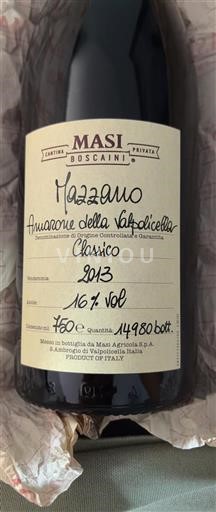 MASI
CANTINA PRIVATA
BOSCAINI
Mazzano
Amarone della Valpolicella
Denominazione di Origine Controllata e Garantita
Classico
Vendemmia 2013
16% vol
Contenuto ml 750 e Quantità 14980 bott.
Messo in bottiglia da Masi Agricola S.p.A.
S.Ambrogio di Valpolicella Italia
PRODUCT OF ITALY